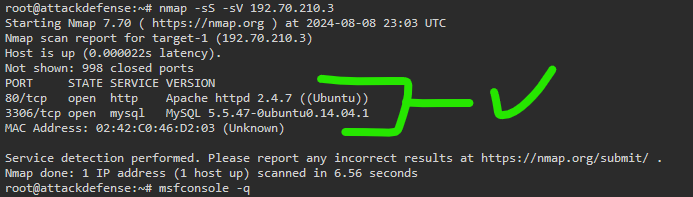 root@attackdefense:~# nmap -sS -sV 192.70.210.3
Starting Nmap 7.70 ( https://nmap.org ) at 2024-08-08 23:03 UTC
Nmap scan report for target-1 (192.70.210.3)
Host is up (0.000022s latency).
Not shown: 998 closed ports
PORT     STATE SERVICE VERSION
80/tcp   open  http    Apache httpd 2.4.7 ((Ubuntu))
3306/tcp open  mysql   MySQL 5.5.47-0ubuntu0.14.04.1
MAC Address: 02:42:C0:46:D2:03 (Unknown)

Service detection performed. Please report any incorrect results at https://nmap.org/submit/ .
Nmap done: 1 IP address (1 host up) scanned in 6.56 seconds
root@attackdefense:~# msfconsole -q